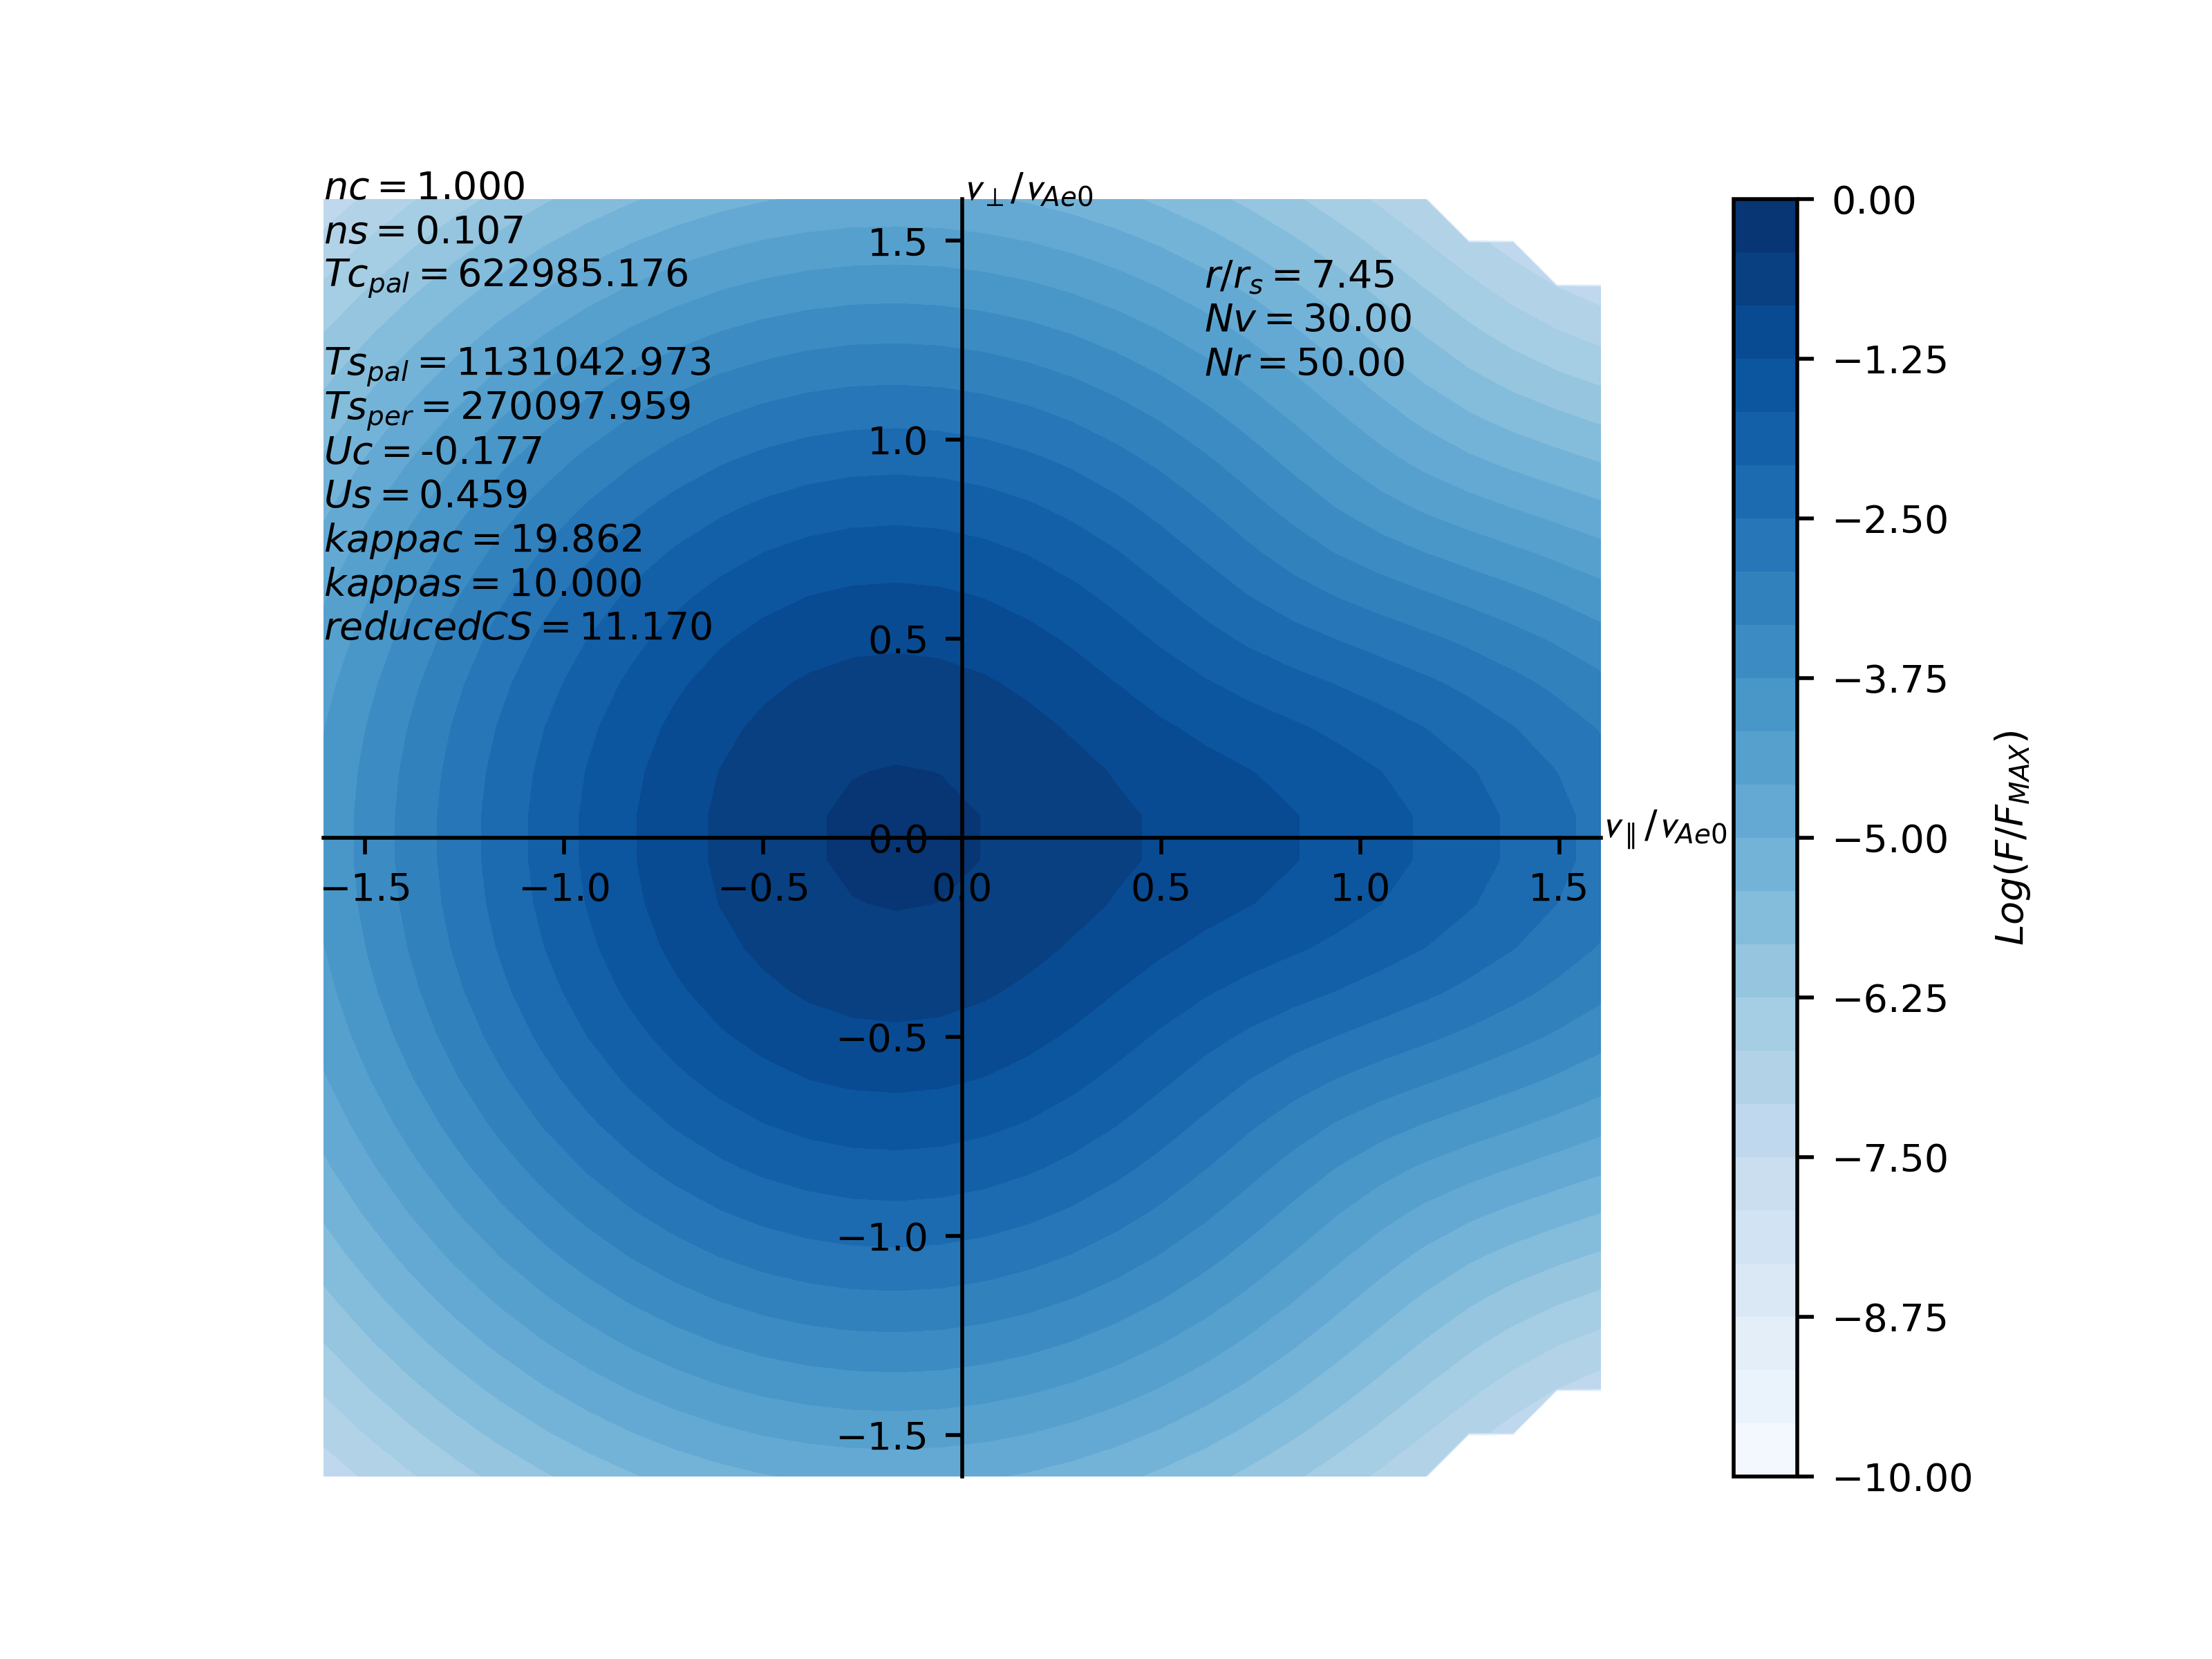 nc = 1.000
ns = 0.107
Tc_pal = 622985.176
Ts_pal = 1131042.973
Ts_per = 270097.959
Uc = -0.177
Us = 0.459
kappac = 19.862
kappas = 10.000
reducedCS = 11.170
v⊥/v_Ae0
r/r_s = 7.45
Nv = 30.00
Nr = 50.00
1.5
1.0
0.5
0.0
−0.5
−1.0
−1.5
−1.5 −1.0 −0.5 0.0 0.5 1.0 1.5
v∥/v_Ae0
0.00
−1.25
−2.50
−3.75
−5.00
−6.25
−7.50
−8.75
−10.00
Log(F/F_MAX)